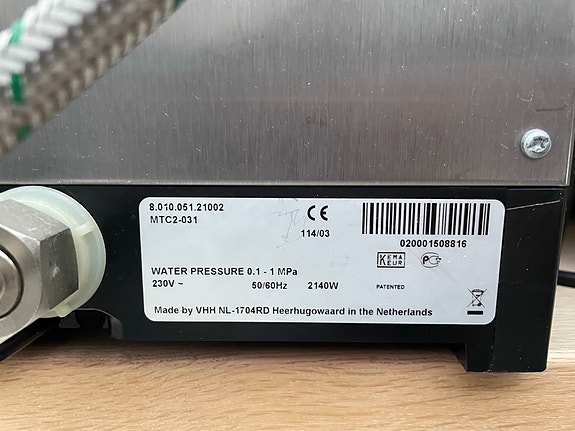 8.010.051.21002
MTC2-031
CE
114/03
020001508816
KEMA
EUR
WATER PRESSURE 0.1 - 1 MPa
230V ~ 50/60Hz 2140W
PATENTED
Made by VHH NL-1704RD Heerhugowaard in the Netherlands